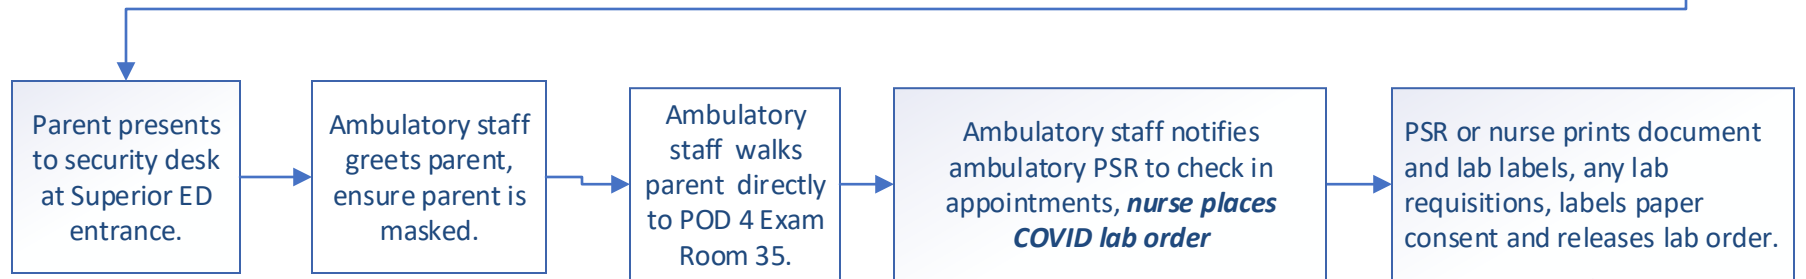 Parent presents
to security desk
at Superior ED
entrance.
Ambulatory staff
greets parent,
ensure parent is
masked.
Ambulatory
staff walks
parent directly
to POD 4 Exam
Room 35.
Ambulatory staff notifies
ambulatory PSR to check in
appointments, nurse places
COVID lab order
PSR or nurse prints document
and lab labels, any lab
requisitions, labels paper
consent and releases lab order.